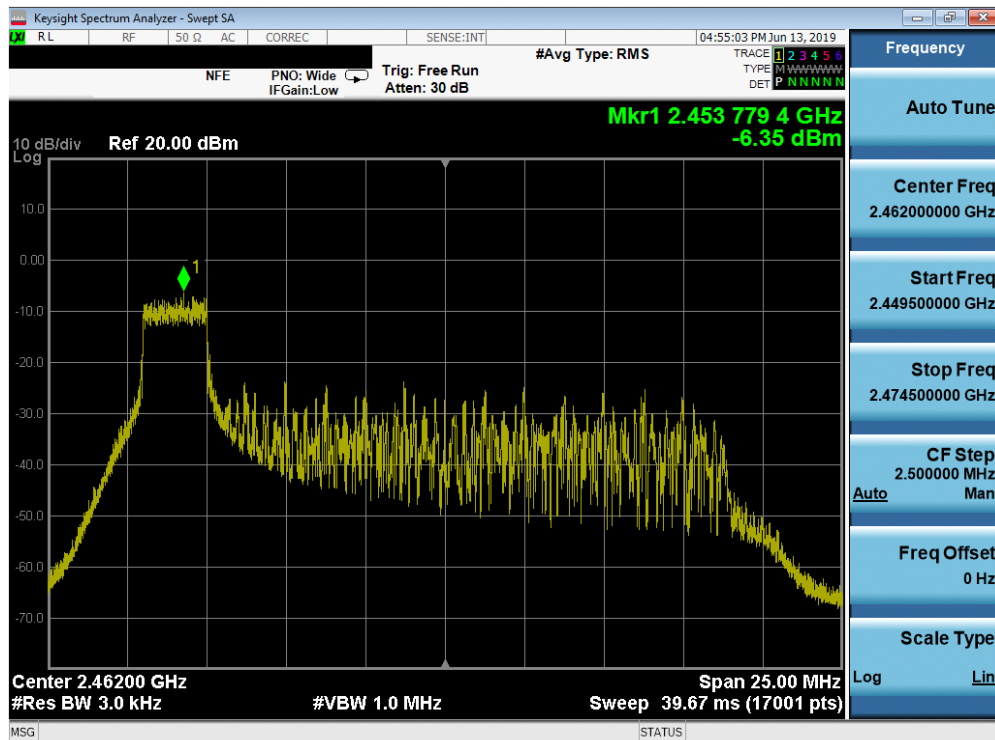 Keysight Spectrum Analyzer - Swept SA
LXI RL RF 50 Ω AC CORREC SENSE:INT 04:55:03 PM Jun 13, 2019
#Avg Type: RMS TRACE 1 2 3 4 5 6
NFE PNO: Wide Trig: Free Run TYPE M WWWWW
IFGain:Low Atten: 30 dB DET P N N N N N
Mkr1 2.453 779 4 GHz
-6.35 dBm
10 dB/div Ref 20.00 dBm
Log
10.0
0.00
1
-10.0
-20.0
-30.0
-40.0
-50.0
-60.0
-70.0
Center 2.46200 GHz Span 25.00 MHz
#Res BW 3.0 kHz #VBW 1.0 MHz Sweep 39.67 ms (17001 pts)
MSG STATUS
Frequency
Auto Tune
Center Freq
2.462000000 GHz
Start Freq
2.449500000 GHz
Stop Freq
2.474500000 GHz
CF Step
2.500000 MHz
Auto Man
Freq Offset
0 Hz
Scale Type
Log Lin